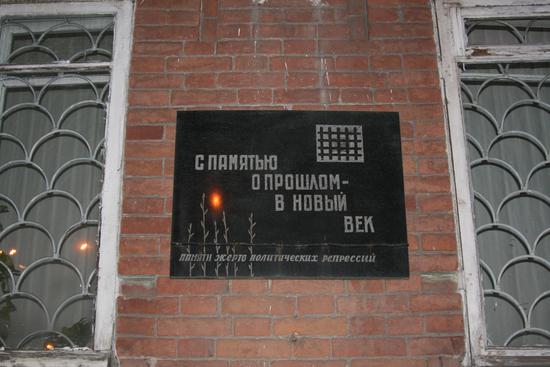 С ПАМЯТЬЮ
О ПРОШЛОМ-
В НОВЫЙ
ВЕК
ПАМЯТИ ЖЕРТВ ПОЛИТИЧЕСКИХ РЕПРЕССИЙ